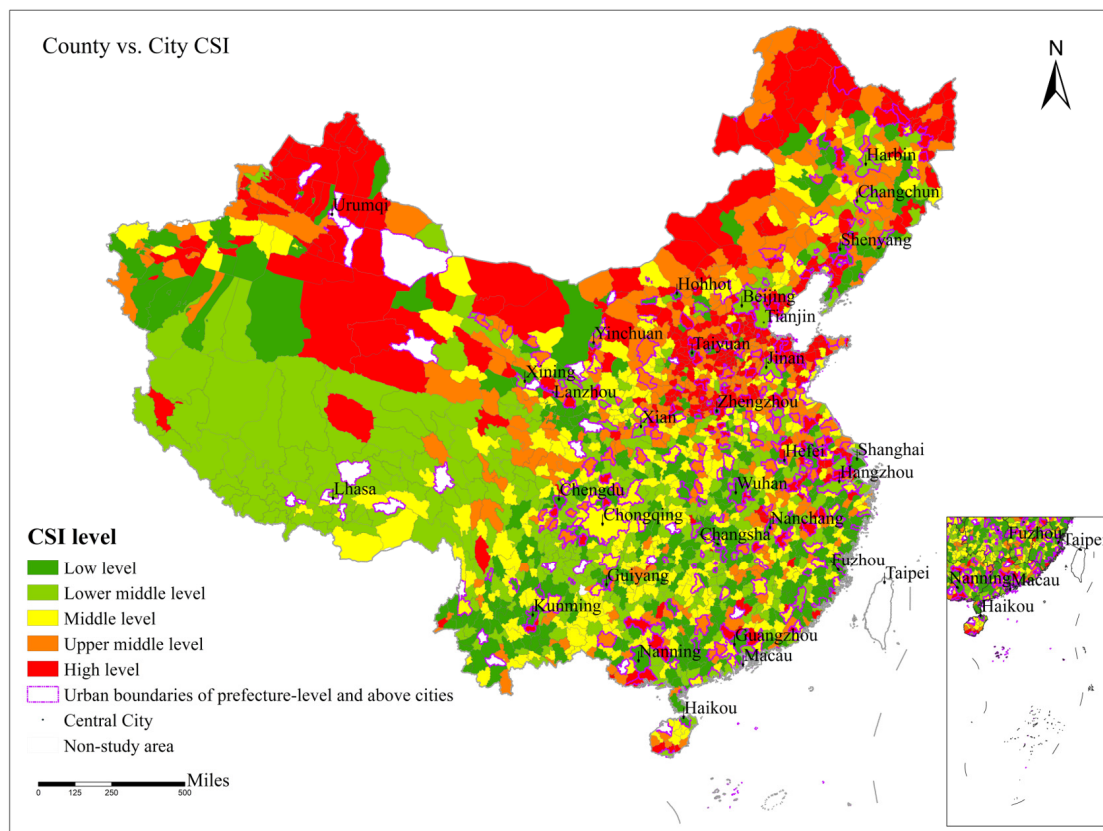 County vs. City CSI
N
Harbin
Changchun
Urumqi
Shenyang
Hohhot
Beijing
Tianjin
Yinchuan
Taiyuan
Jinan
Xining
Lanzhou
Zhengzhou
Xian
Hefei
Shanghai
Hangzhou
Lhasa
Chengdu
Wuhan
Chongqing
Nanchang
Changsha
Fuzhou
Taipei
Guiyang
Kunming
Guangzhou
Nanning
Macau
Haikou
CSI level
Low level
Lower middle level
Middle level
Upper middle level
High level
Urban boundaries of prefecture-level and above cities
Central City
Non-study area
Miles
0 125 250 500
Fuzhou
Taipei
Nanning
Macau
Haikou